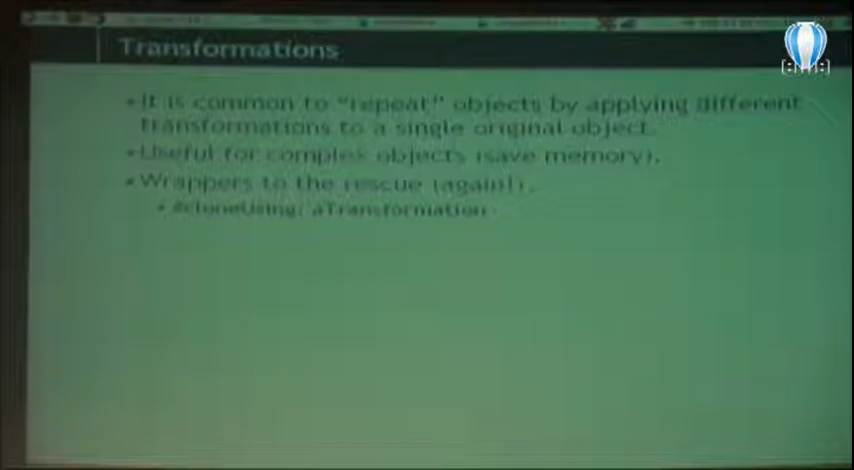 Transformations
• It is common to "repeat" objects by applying different
transformations to a single original object.
• Useful for complex objects (save memory).
• Wrappers to the rescue (again!).
• #cloneUsing: aTransformation